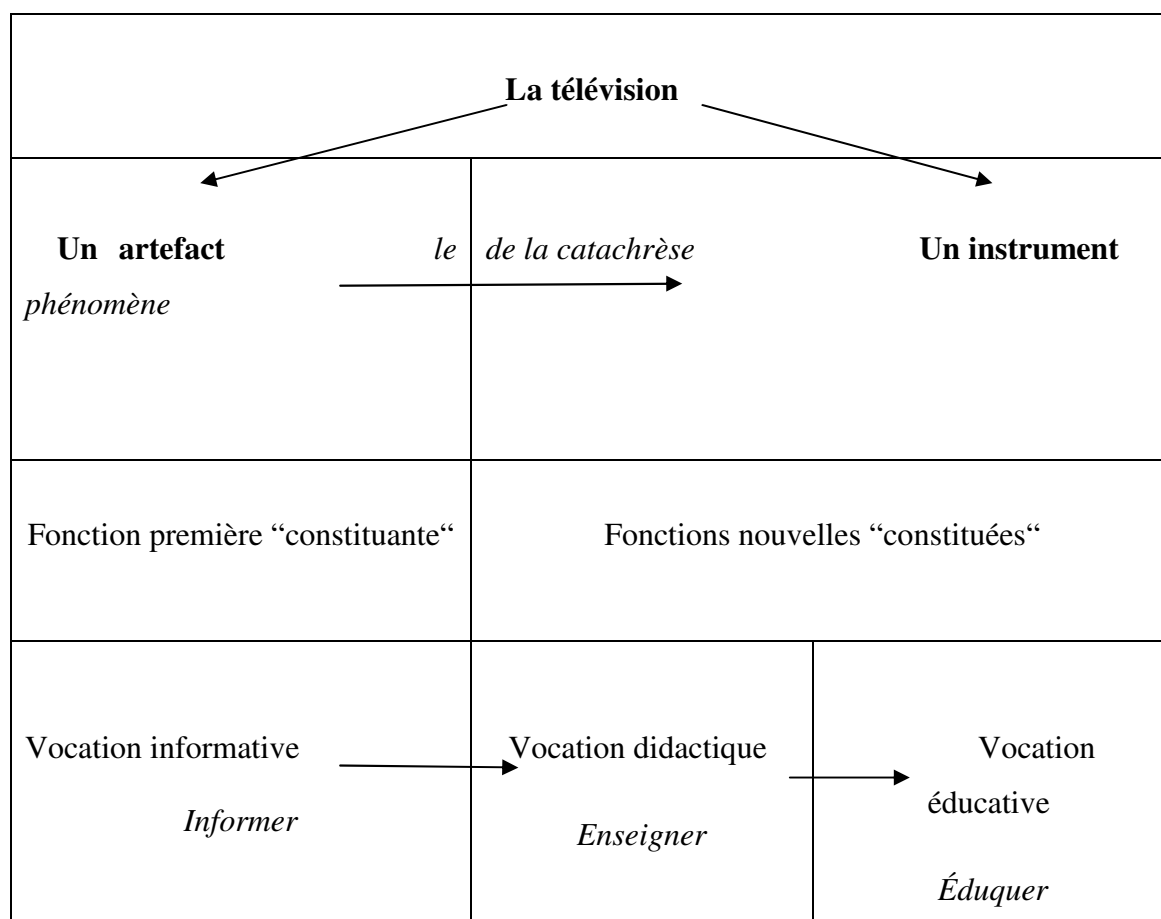 La télévision
Un artefact le de la catachrèse Un instrument
phénomène
Fonction première “constituante“ Fonctions nouvelles “constituées“
Vocation informative Vocation didactique Vocation
éducative
Informer Enseigner
Éduquer